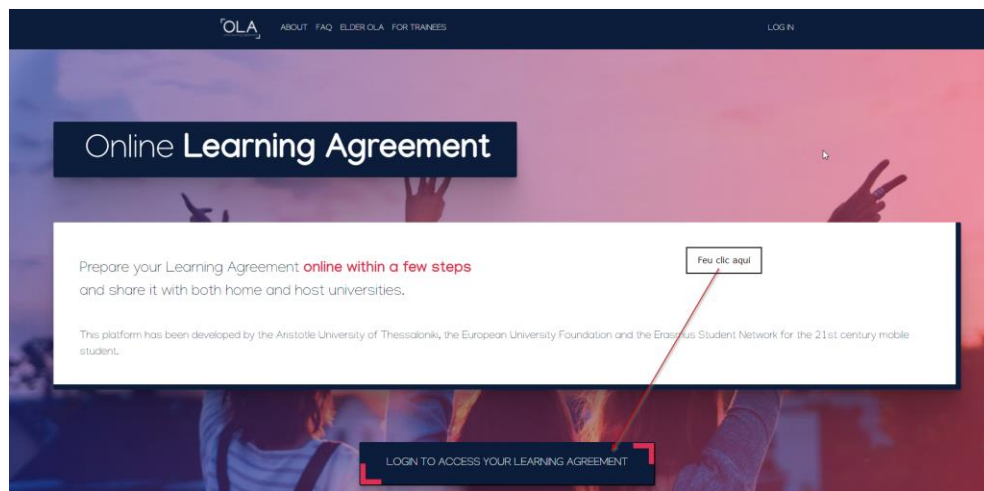 OLA
ABOUT FAQ ELDER OLA FOR TRAINEES
LOG IN
Online Learning Agreement
Feu clic aquí
Prepare your Learning Agreement online within a few steps
and share it with both home and host universities.
This platform has been developed by the Aristotle University of Thessaloniki, the European University Foundation and the Erasmus Student Network for the 21st century mobile
student.
LOGIN TO ACCESS YOUR LEARNING AGREEMENT